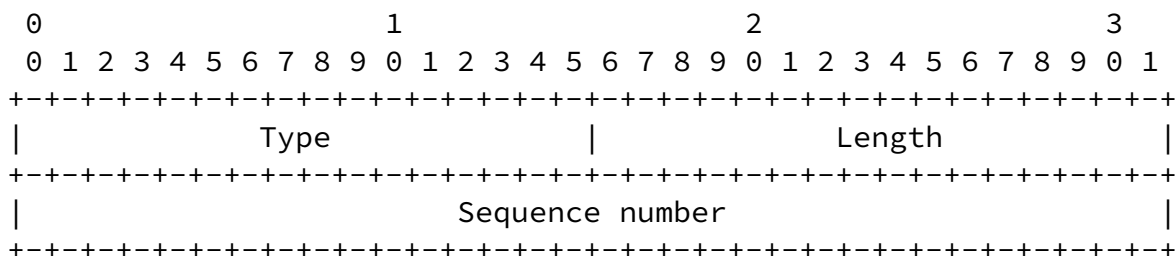 0                   1                   2                   3
 0 1 2 3 4 5 6 7 8 9 0 1 2 3 4 5 6 7 8 9 0 1 2 3 4 5 6 7 8 9 0 1
+-+-+-+-+-+-+-+-+-+-+-+-+-+-+-+-+-+-+-+-+-+-+-+-+-+-+-+-+-+-+-+-+
|             Type              |             Length            |
+-+-+-+-+-+-+-+-+-+-+-+-+-+-+-+-+-+-+-+-+-+-+-+-+-+-+-+-+-+-+-+-+
|                        Sequence number                        |
+-+-+-+-+-+-+-+-+-+-+-+-+-+-+-+-+-+-+-+-+-+-+-+-+-+-+-+-+-+-+-+-+